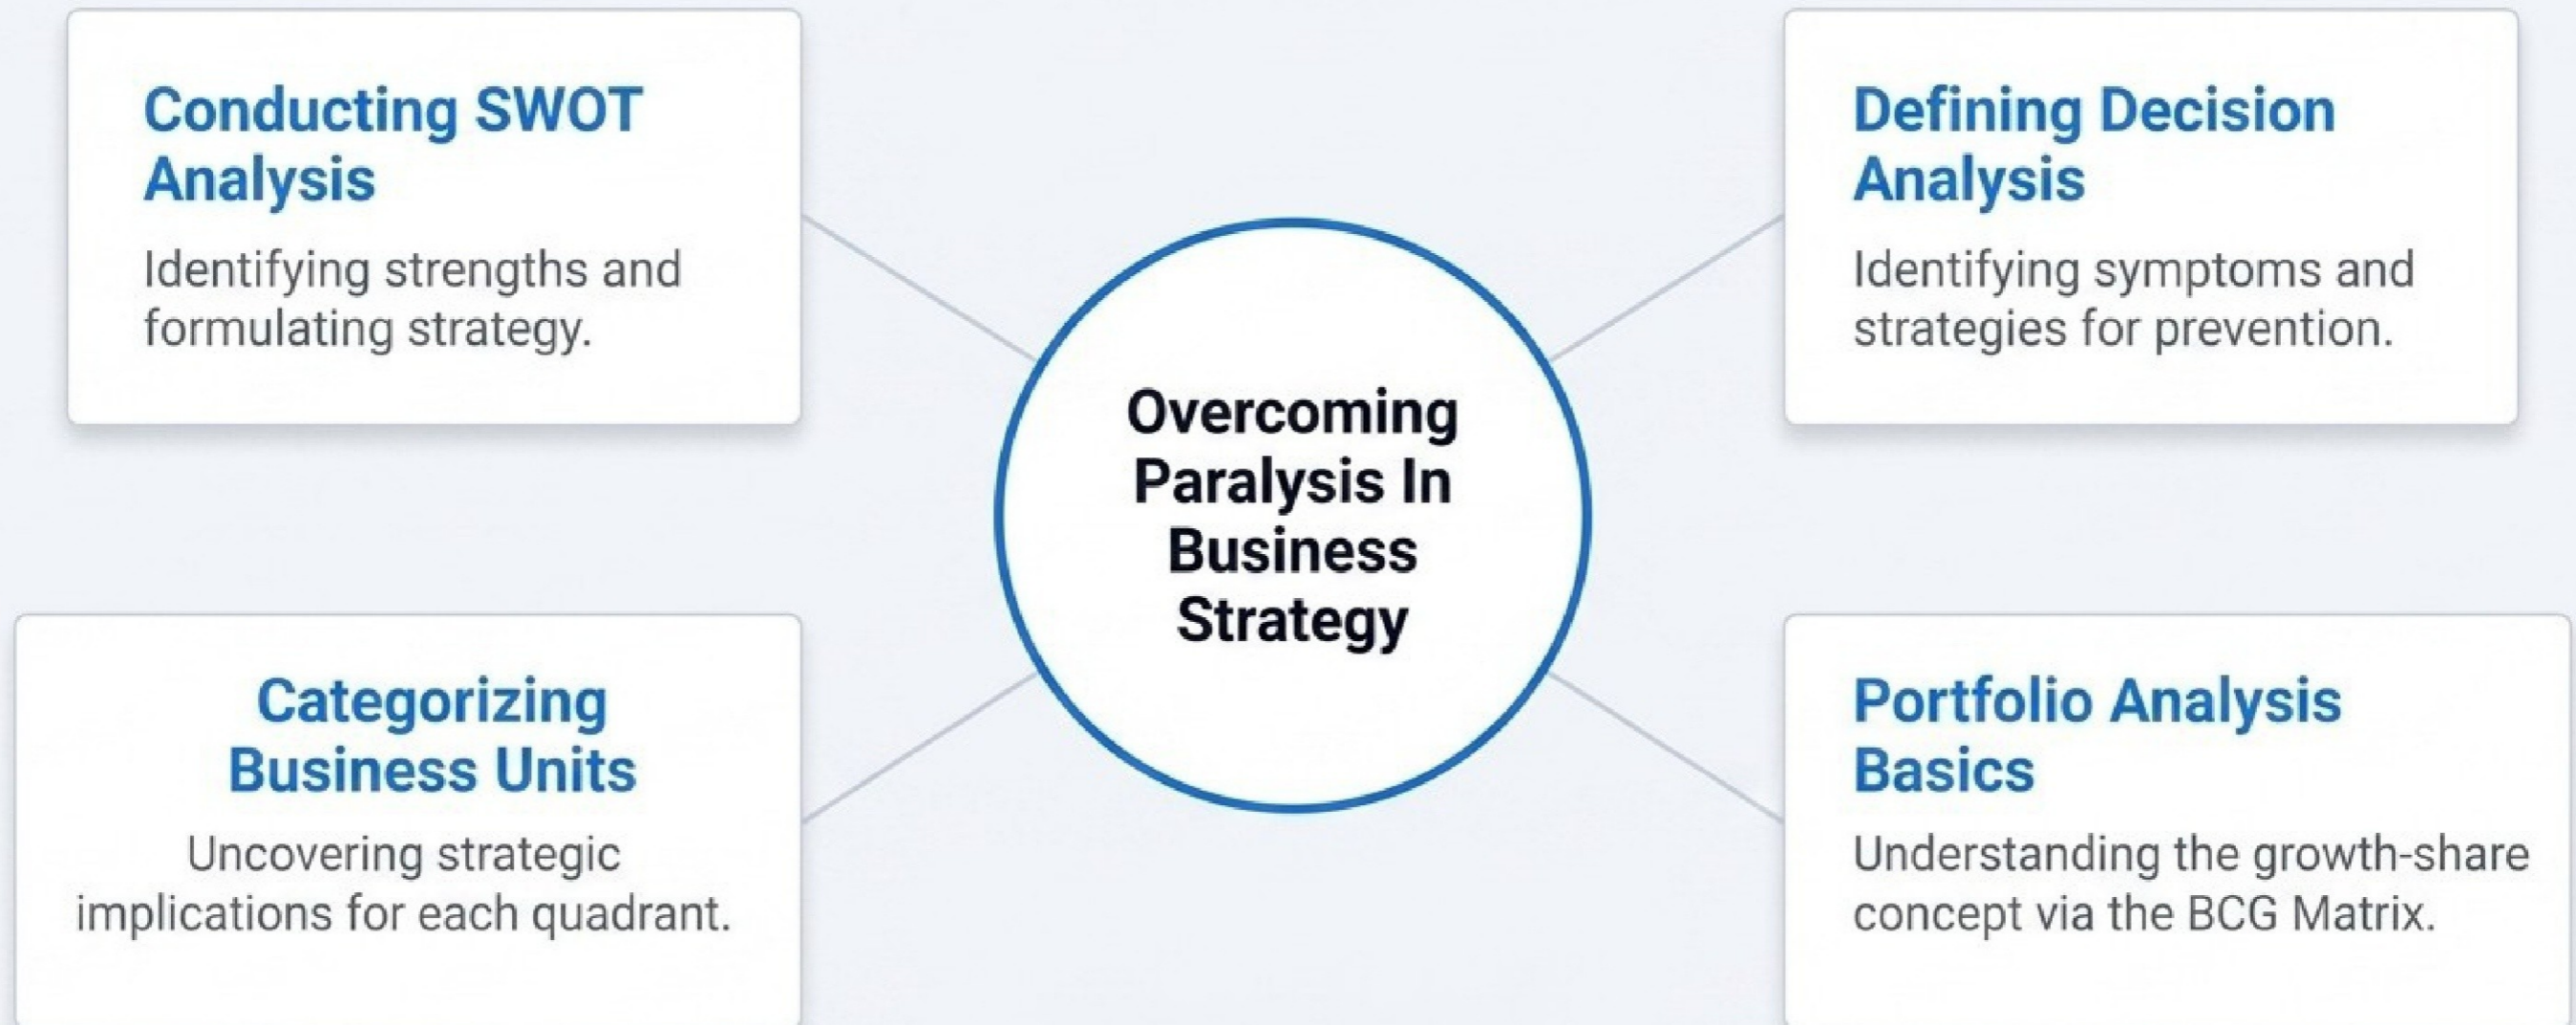 Conducting SWOT
Analysis
Identifying strengths and
formulating strategy.
Defining Decision
Analysis
Identifying symptoms and
strategies for prevention.
Overcoming
Paralysis In
Business
Strategy
Categorizing
Business Units
Uncovering strategic
implications for each quadrant.
Portfolio Analysis
Basics
Understanding the growth-share
concept via the BCG Matrix.